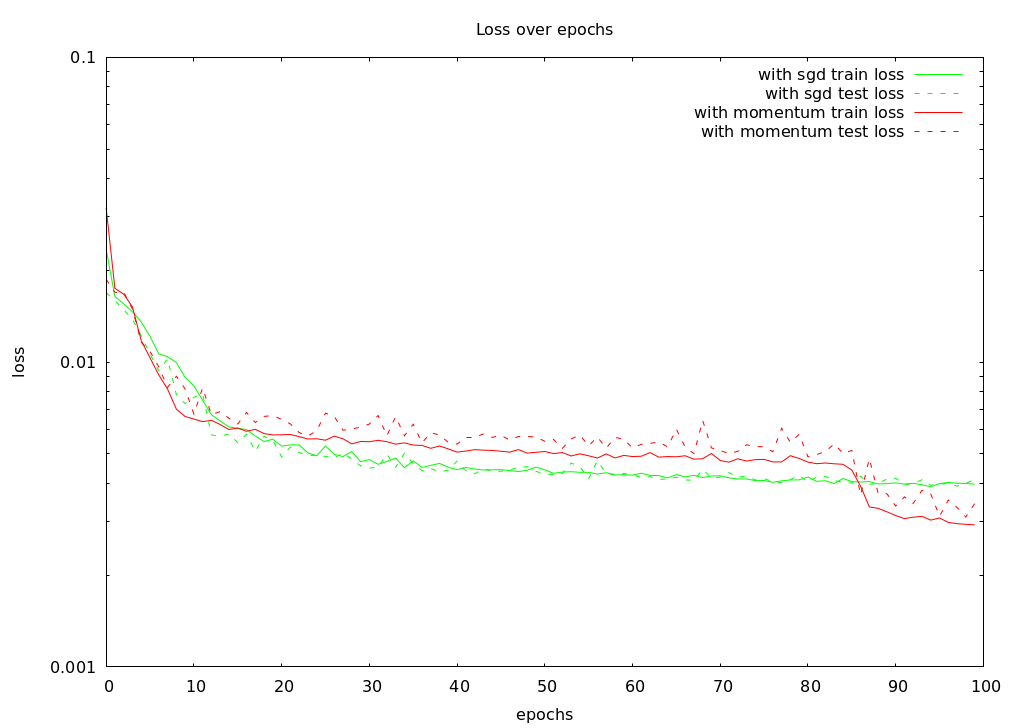 Loss over epochs
0.1
with sgd train loss
with sgd test loss
with momentum train loss
with momentum test loss
0.01
loss
0.001
0 10 20 30 40 50 60 70 80 90 100
epochs